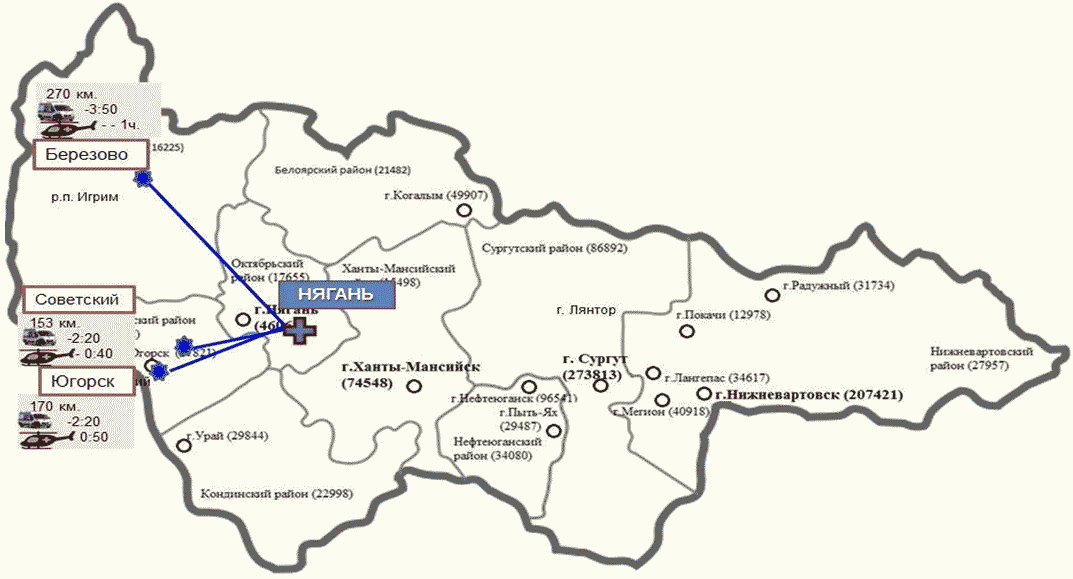 270 км.
-3:50
- - 1ч.
Березово
16225)
р.п. Игрим
Белоярский район (21482)
г.Когалым (49907)
Октябрьский
район (17655)
Ханты-Мансийский
Сургутский район (86892)
НЯГАНЬ
г.Нягань
Советский
153 км.
-2:20
- 0:40
ский район
Югорск
170 км.
-2:20
0:50
г. Лянтор
г.Радужный (31734)
г.Покачи (12978)
Нижневартовский
район (27957)
г.Ханты-Мансийск
(74548)
г. Сургут
(273813)
г.Лангепас (34617)
г.Нефтеюганск (96541)
г.Нижневартовск (207421)
г.Мегион (40918)
г.Пыть-Ях
(29487)
Нефтеюганский
район (34080)
г.Урай (29844)
Кондинский район (22998)